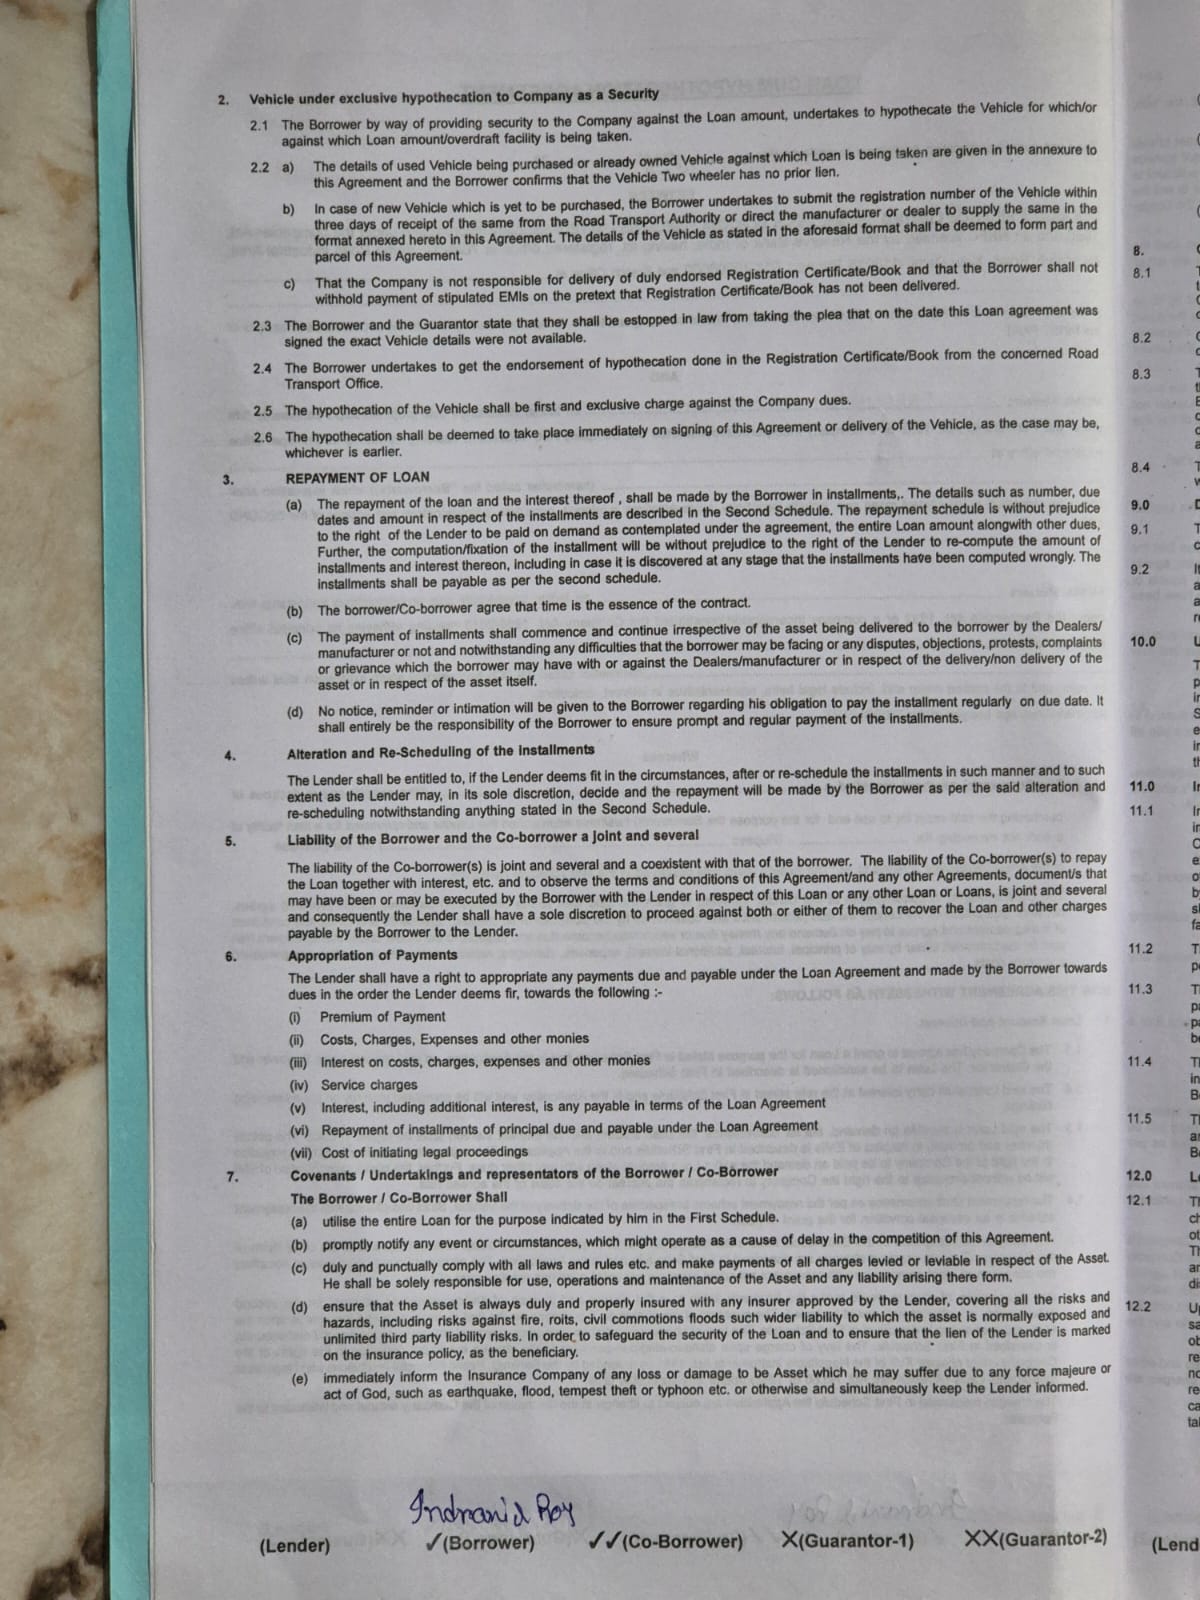 2. Vehicle under exclusive hypothecation to Company as a Security
2.1 The Borrower by way of providing security to the Company against the Loan amount, undertakes to hypothecate the Vehicle for which/or
against which Loan amount/overdraft facility is being taken.
2.2 a) The details of used Vehicle being purchased or already owned Vehicle against which Loan is being taken are given in the annexure to
this Agreement and the Borrower confirms that the Vehicle Two wheeler has no prior lien.
b) In case of new Vehicle which is yet to be purchased, the Borrower undertakes to submit the registration number of the Vehicle within
three days of receipt of the same from the Road Transport Authority or direct the manufacturer or dealer to supply the same in the
format annexed hereto in this Agreement. The details of the Vehicle as stated in the aforesaid format shall be deemed to form part and
parcel of this Agreement.
c) That the Company is not responsible for delivery of duly endorsed Registration Certificate/Book and that the Borrower shall not
withhold payment of stipulated EMIs on the pretext that Registration Certificate/Book has not been delivered.
2.3 The Borrower and the Guarantor state that they shall be estopped in law from taking the plea that on the date this Loan agreement was
signed the exact Vehicle details were not available.
2.4 The Borrower undertakes to get the endorsement of hypothecation done in the Registration Certificate/Book from the concerned Road
Transport Office.
2.5 The hypothecation of the Vehicle shall be first and exclusive charge against the Company dues.
2.6 The hypothecation shall be deemed to take place immediately on signing of this Agreement or delivery of the Vehicle, as the case may be,
whichever is earlier.
3. REPAYMENT OF LOAN
(a) The repayment of the loan and the interest thereof , shall be made by the Borrower in installments,. The details such as number, due
dates and amount in respect of the installments are described in the Second Schedule. The repayment schedule is without prejudice
to the right of the Lender to be paid on demand as contemplated under the agreement, the entire Loan amount alongwith other dues,
Further, the computation/fixation of the installment will be without prejudice to the right of the Lender to re-compute the amount of
installments and interest thereon, including in case it is discovered at any stage that the installments have been computed wrongly. The
installments shall be payable as per the second schedule.
(b) The borrower/Co-borrower agree that time is the essence of the contract.
(c) The payment of installments shall commence and continue irrespective of the asset being delivered to the borrower by the Dealers/
manufacturer or not and notwithstanding any difficulties that the borrower may be facing or any disputes, objections, protests, complaints
or grievance which the borrower may have with or against the Dealers/manufacturer or in respect of the delivery/non delivery of the
asset or in respect of the asset itself.
(d) No notice, reminder or intimation will be given to the Borrower regarding his obligation to pay the installment regularly on due date. It
shall entirely be the responsibility of the Borrower to ensure prompt and regular payment of the installments.
4. Alteration and Re-Scheduling of the Installments
The Lender shall be entitled to, if the Lender deems fit in the circumstances, after or re-schedule the installments in such manner and to such
extent as the Lender may, in its sole discretion, decide and the repayment will be made by the Borrower as per the said alteration and
re-scheduling notwithstanding anything stated in the Second Schedule.
5. Liability of the Borrower and the Co-borrower a joint and several
The liability of the Co-borrower(s) is joint and several and a coexistent with that of the borrower. The liability of the Co-borrower(s) to repay
the Loan together with interest, etc. and to observe the terms and conditions of this Agreement/and any other Agreements, document/s that
may have been or may be executed by the Borrower with the Lender in respect of this Loan or any other Loan or Loans, is joint and several
and consequently the Lender shall have a sole discretion to proceed against both or either of them to recover the Loan and other charges
payable by the Borrower to the Lender.
6. Appropriation of Payments
The Lender shall have a right to appropriate any payments due and payable under the Loan Agreement and made by the Borrower towards
dues in the order the Lender deems fir, towards the following :-
(i) Premium of Payment
(ii) Costs, Charges, Expenses and other monies
(iii) Interest on costs, charges, expenses and other monies
(iv) Service charges
(v) Interest, including additional interest, is any payable in terms of the Loan Agreement
(vi) Repayment of installments of principal due and payable under the Loan Agreement
(vii) Cost of initiating legal proceedings
7. Covenants / Undertakings and representators of the Borrower / Co-Borrower
The Borrower / Co-Borrower Shall
(a) utilise the entire Loan for the purpose indicated by him in the First Schedule.
(b) promptly notify any event or circumstances, which might operate as a cause of delay in the competition of this Agreement.
(c) duly and punctually comply with all laws and rules etc. and make payments of all charges levied or leviable in respect of the Asset.
He shall be solely responsible for use, operations and maintenance of the Asset and any liability arising there form.
(d) ensure that the Asset is always duly and properly insured with any insurer approved by the Lender, covering all the risks and
hazards, including risks against fire, roits, civil commotions floods such wider liability to which the asset is normally exposed and
unlimited third party liability risks. In order to safeguard the security of the Loan and to ensure that the lien of the Lender is marked
on the insurance policy, as the beneficiary.
(e) immediately inform the Insurance Company of any loss or damage to be Asset which he may suffer due to any force majeure or
act of God, such as earthquake, flood, tempest theft or typhoon etc. or otherwise and simultaneously keep the Lender informed.
Indranil Roy
(Lender) ✓(Borrower) ✓✓(Co-Borrower) X(Guarantor-1) XX(Guarantor-2)
8.
8.1
8.2
8.3
8.4
9.0
9.1
9.2
10.0
11.0
11.1
11.2
11.3
11.4
11.5
12.0
12.1
12.2
(Lend